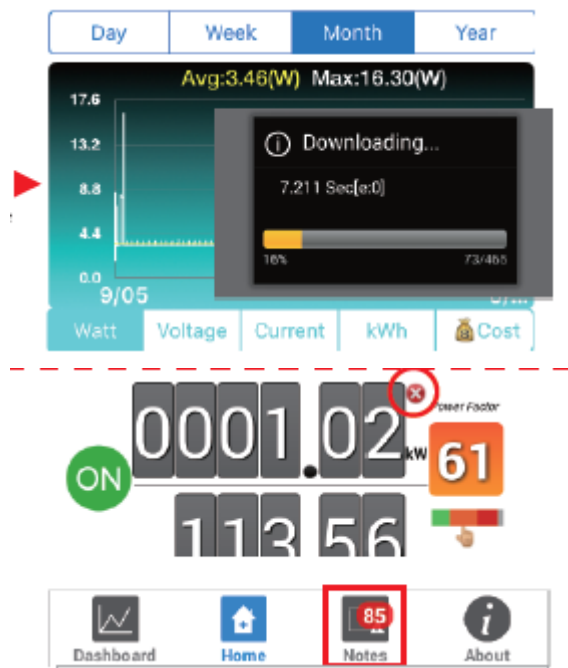 Day Week Month Year
Avg:3.46(W) Max:16.30(W)
17.6
13.2
8.8
4.4
0.0
9/05
Downloading...
7.211 Sec[e:0]
16% 73/465
Watt Voltage Current kWh Cost
0001.02 kW
Power Factor
ON
61
113 56
85
Dashboard Home Notes About